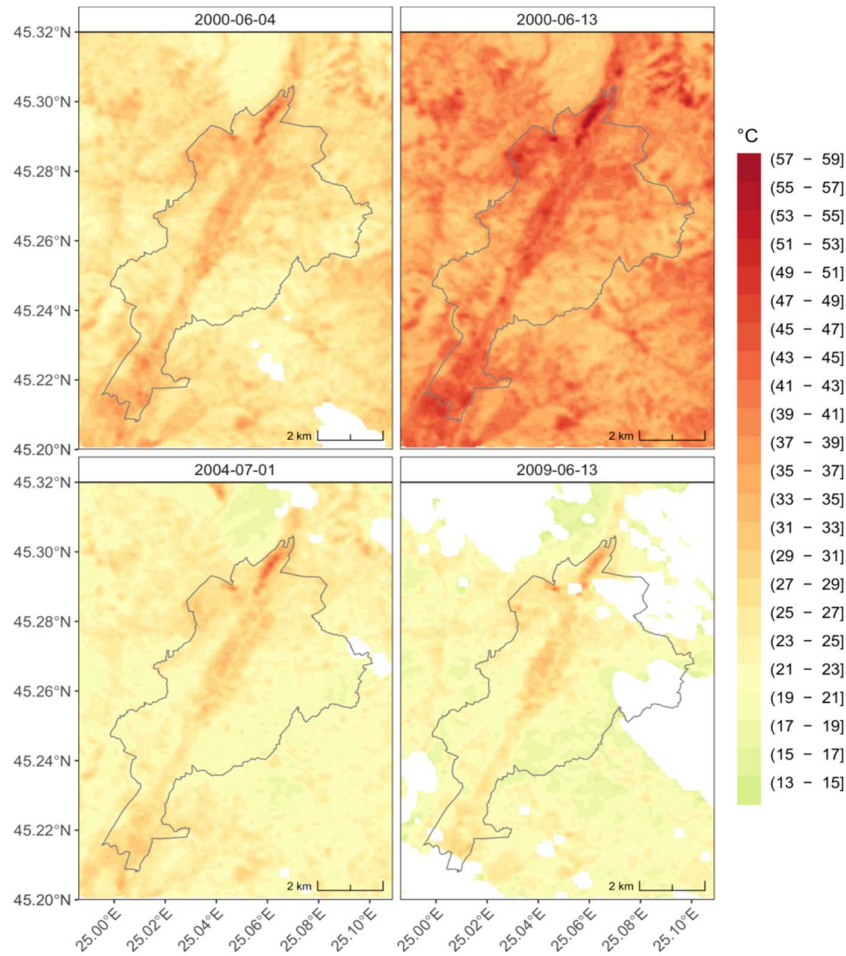 2000-06-04
2000-06-13
45.32°N
45.30°N
45.28°N
45.26°N
45.24°N
45.22°N
45.20°N
2 km
2 km
2004-07-01
2009-06-13
45.32°N
45.30°N
45.28°N
45.26°N
45.24°N
45.22°N
45.20°N
2 km
2 km
25.00°E
25.02°E
25.04°E
25.06°E
25.08°E
25.10°E
25.00°E
25.02°E
25.04°E
25.06°E
25.08°E
25.10°E
°C
(57 − 59]
(55 − 57]
(53 − 55]
(51 − 53]
(49 − 51]
(47 − 49]
(45 − 47]
(43 − 45]
(41 − 43]
(39 − 41]
(37 − 39]
(35 − 37]
(33 − 35]
(31 − 33]
(29 − 31]
(27 − 29]
(25 − 27]
(23 − 25]
(21 − 23]
(19 − 21]
(17 − 19]
(15 − 17]
(13 − 15]